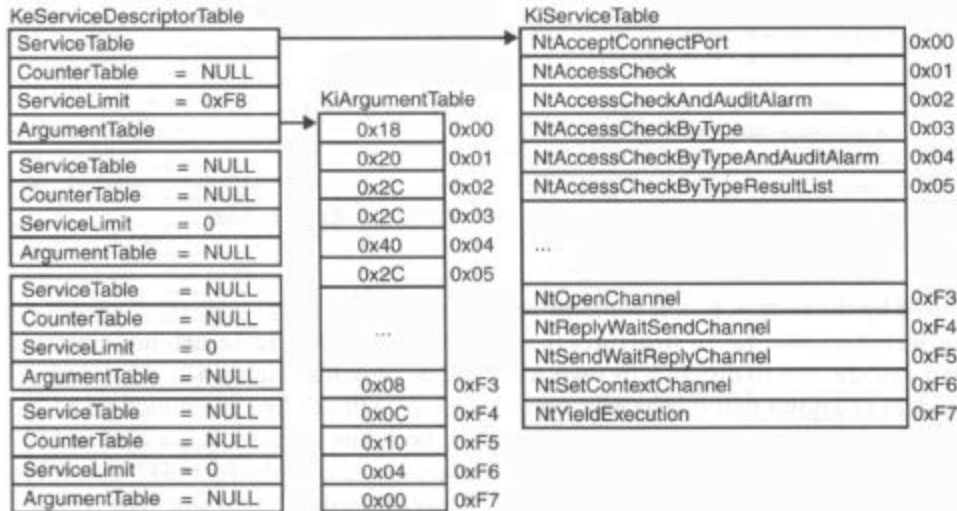 KeServiceDescriptorTable
ServiceTable
CounterTable = NULL
ServiceLimit = 0xF8
ArgumentTable
ServiceTable = NULL
CounterTable = NULL
ServiceLimit = 0
ArgumentTable = NULL
ServiceTable = NULL
CounterTable = NULL
ServiceLimit = 0
ArgumentTable = NULL
ServiceTable = NULL
CounterTable = NULL
ServiceLimit = 0
ArgumentTable = NULL
KiArgumentTable
0x18 0x00
0x20 0x01
0x2C 0x02
0x2C 0x03
0x40 0x04
0x2C 0x05
...
0x08 0xF3
0x0C 0xF4
0x10 0xF5
0x04 0xF6
0x00 0xF7
KiServiceTable
NtAcceptConnectPort 0x00
NtAccessCheck 0x01
NtAccessCheckAndAuditAlarm 0x02
NtAccessCheckByType 0x03
NtAccessCheckByTypeAndAuditAlarm 0x04
NtAccessCheckByTypeResultList 0x05
...
NtOpenChannel 0xF3
NtReplyWaitSendChannel 0xF4
NtSendWaitReplyChannel 0xF5
NtSetContextChannel 0xF6
NtYieldExecution 0xF7